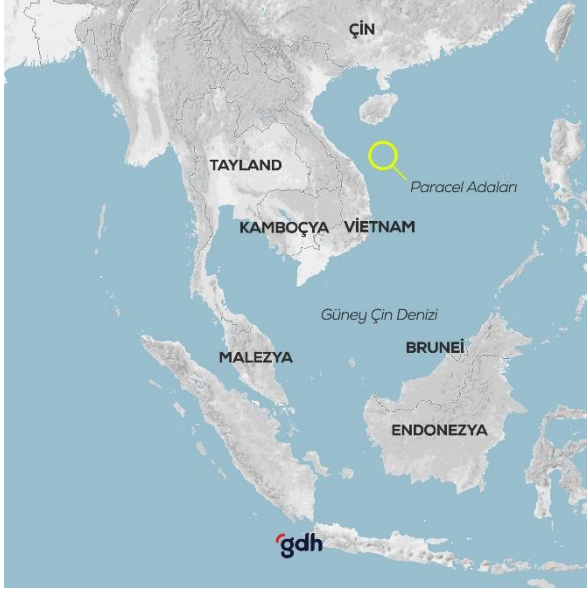 ÇİN
TAYLAND
Paracel Adaları
KAMBOÇYA
VİETNAM
Güney Çin Denizi
BRUNEİ
MALEZYA
ENDONEZYA
gdh